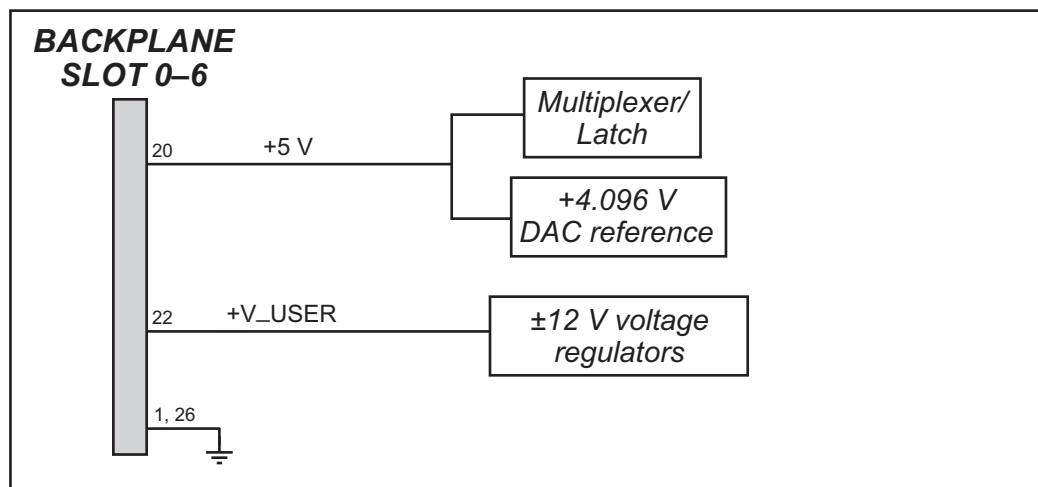 BACKPLANE
SLOT 0–6
20
+5 V
Multiplexer/
Latch
+4.096 V
DAC reference
22
+V_USER
±12 V voltage
regulators
1, 26